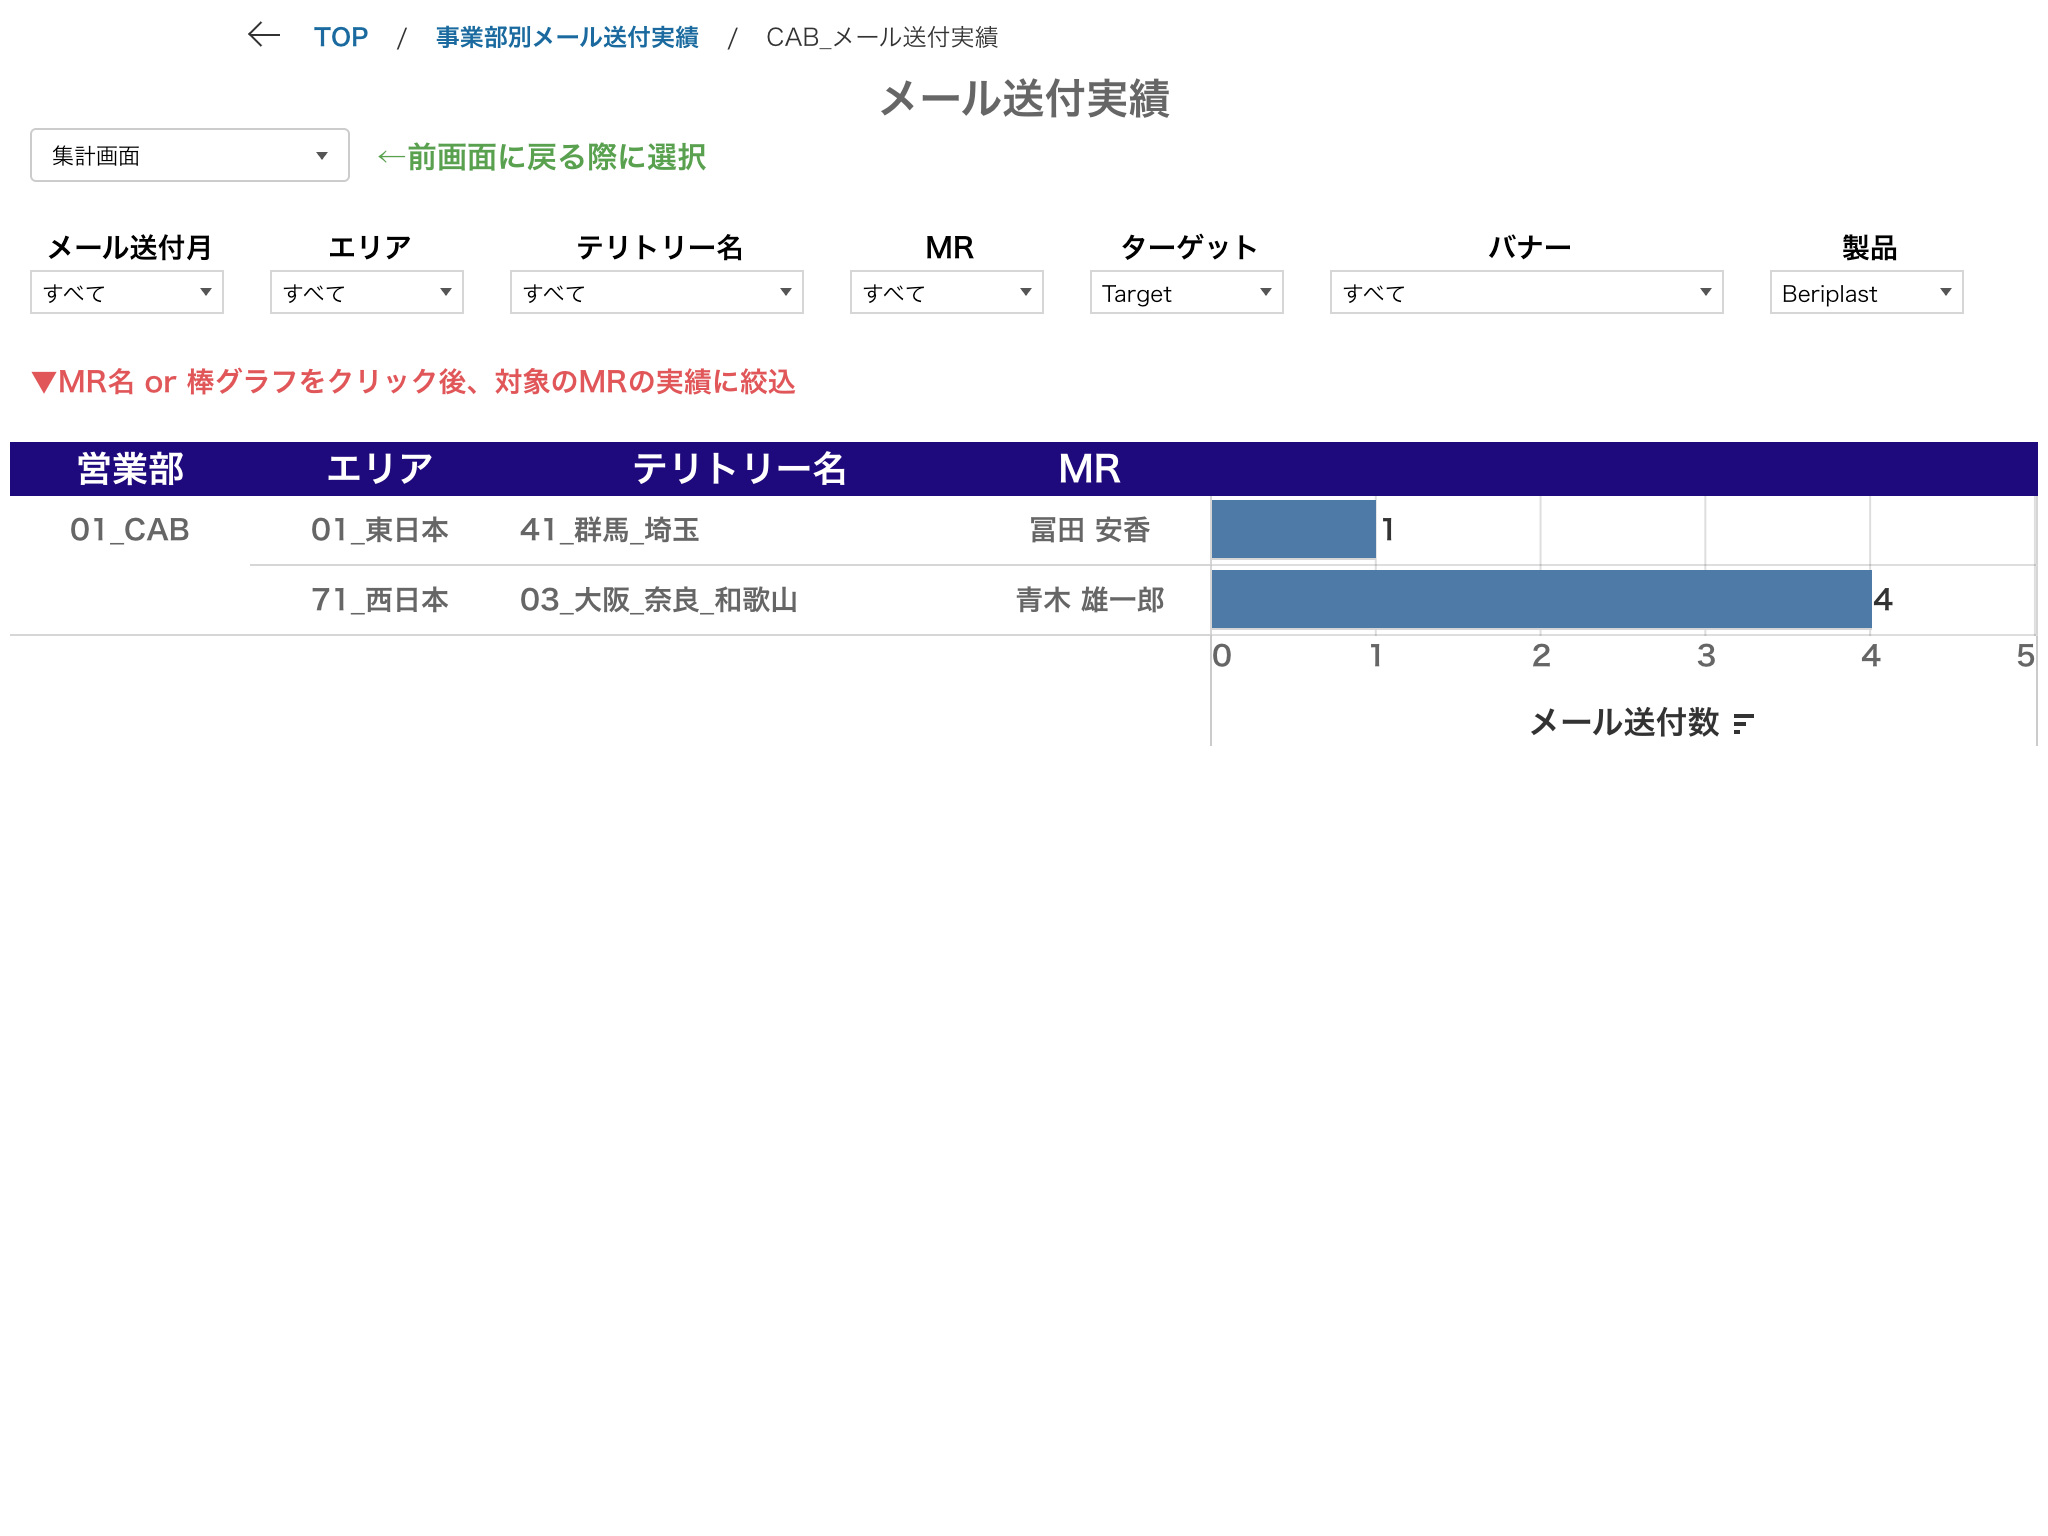 ← TOP / 事業部別メール送付実績 / CAB_メール送付実績
メール送付実績
集計画面 ▼ ←前画面に戻る際に選択
メール送付月 エリア テリトリー名 MR ターゲット バナー 製品
すべて すべて すべて すべて Target すべて Beriplast
▼MR名 or 棒グラフをクリック後、対象のMRの実績に絞込
営業部 エリア テリトリー名 MR
01_CAB 01_東日本 41_群馬_埼玉 冨田 安香 1
71_西日本 03_大阪_奈良_和歌山 青木 雄一郎 4
0 1 2 3 4 5
メール送付数